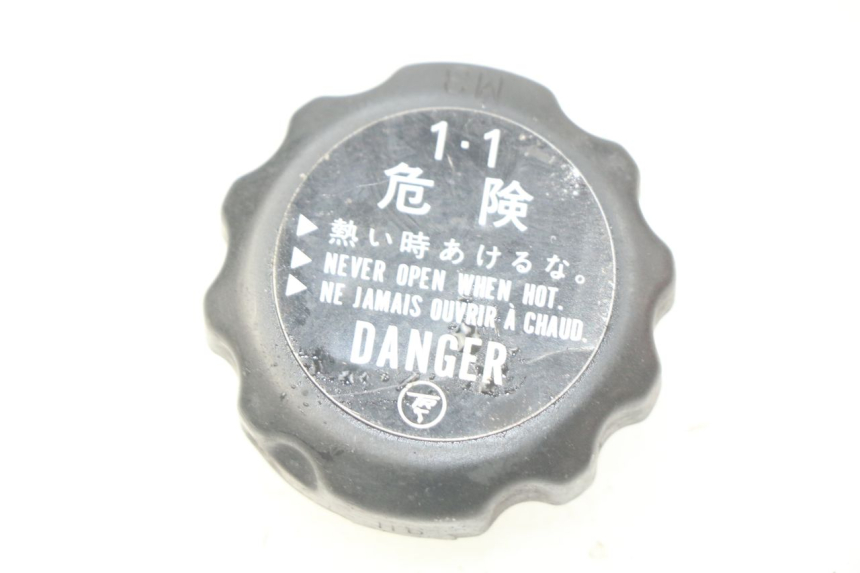 1·1
危険
▶ 熱い時あけるな。
▶ NEVER OPEN WHEN HOT.
▶ NE JAMAIS OUVRIR À CHAUD.
DANGER